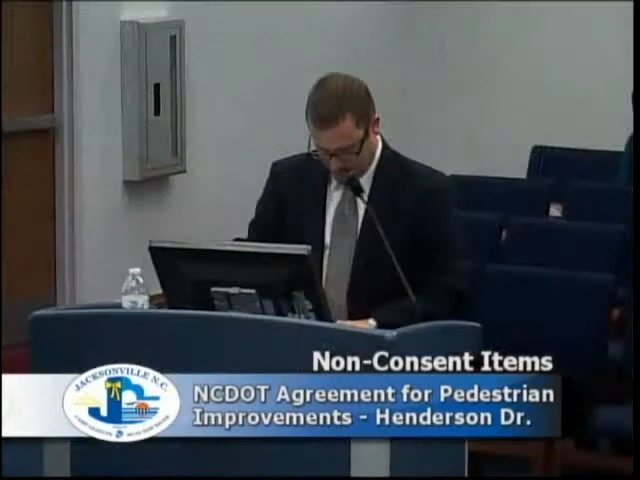 Non-Consent Items
JACKSONVILLE N.C.
NCDOT Agreement for Pedestrian
Improvements - Henderson Dr.